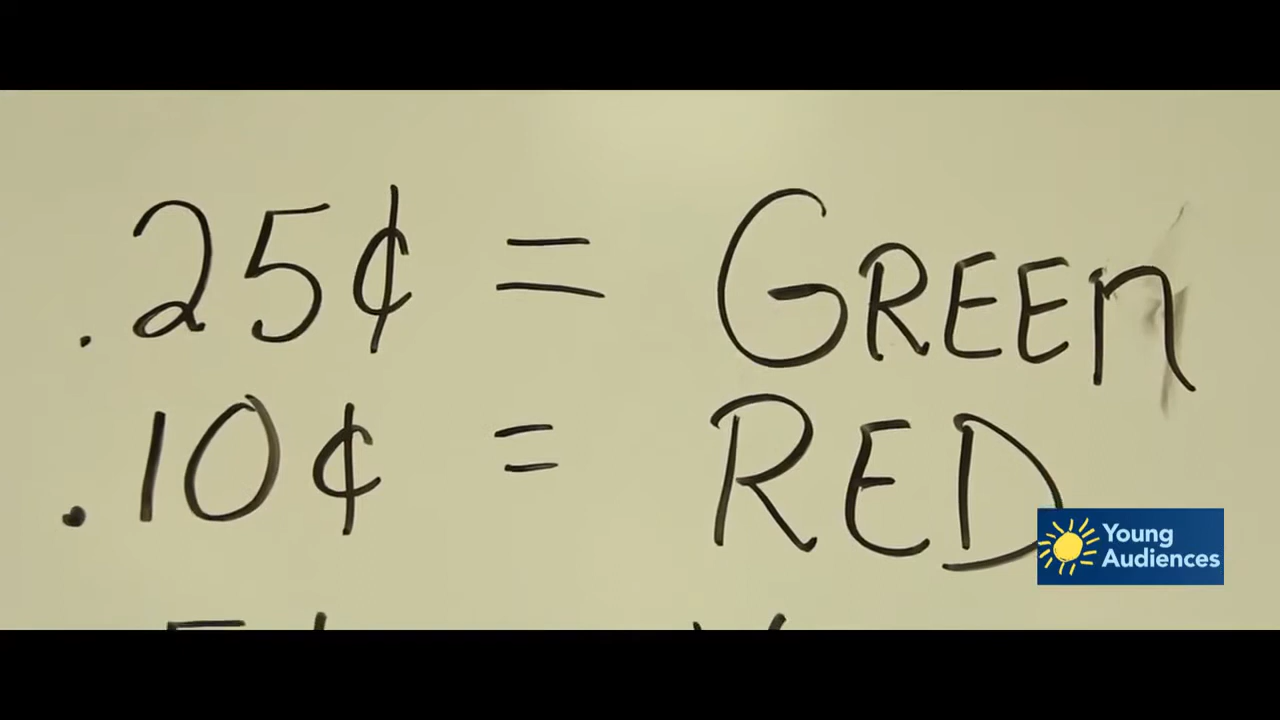 .25¢ = GREEn
.10¢ = RED
Young
Audiences